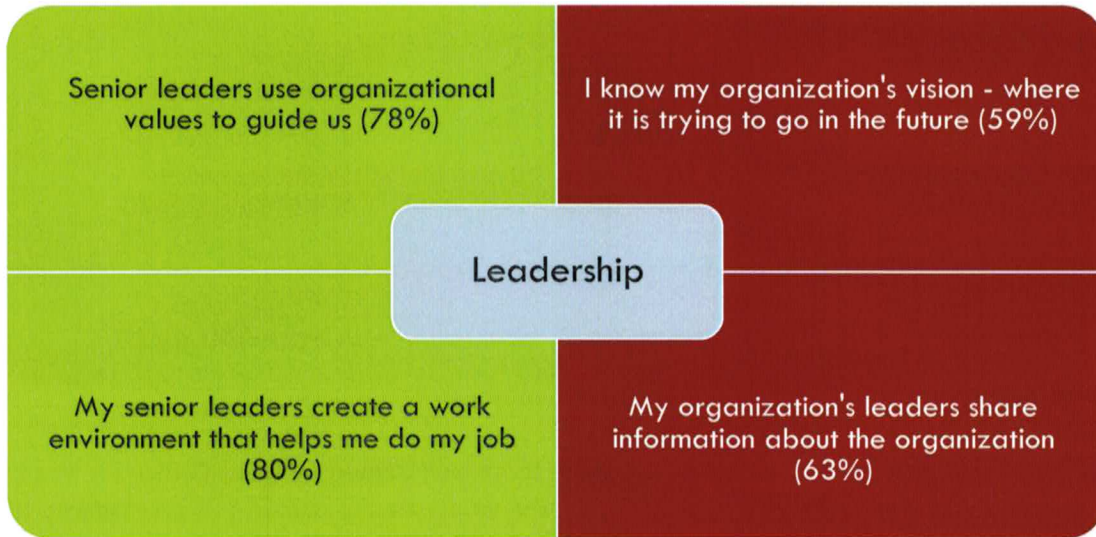 Senior leaders use organizational
values to guide us (78%)
I know my organization's vision - where
it is trying to go in the future (59%)
Leadership
My senior leaders create a work
environment that helps me do my job
(80%)
My organization's leaders share
information about the organization
(63%)